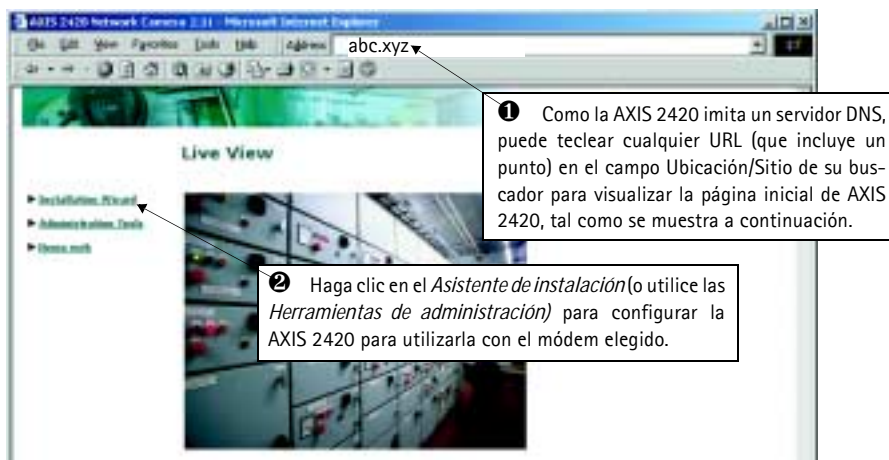 AXIS 2420 Network Camera 2.31 - Microsoft Internet Explorer
File Edit View Favorites Tools Help Address abc.xyz
❶ Como la AXIS 2420 imita un servidor DNS,
puede teclear cualquier URL (que incluye un
punto) en el campo Ubicación/Sitio de su bus-
cador para visualizar la página inicial de AXIS
2420, tal como se muestra a continuación.
Live View
Installation Wizard
Administration Tools
❷ Haga clic en el Asistente de instalación (o utilice las
Herramientas de administración) para configurar la
AXIS 2420 para utilizarla con el módem elegido.